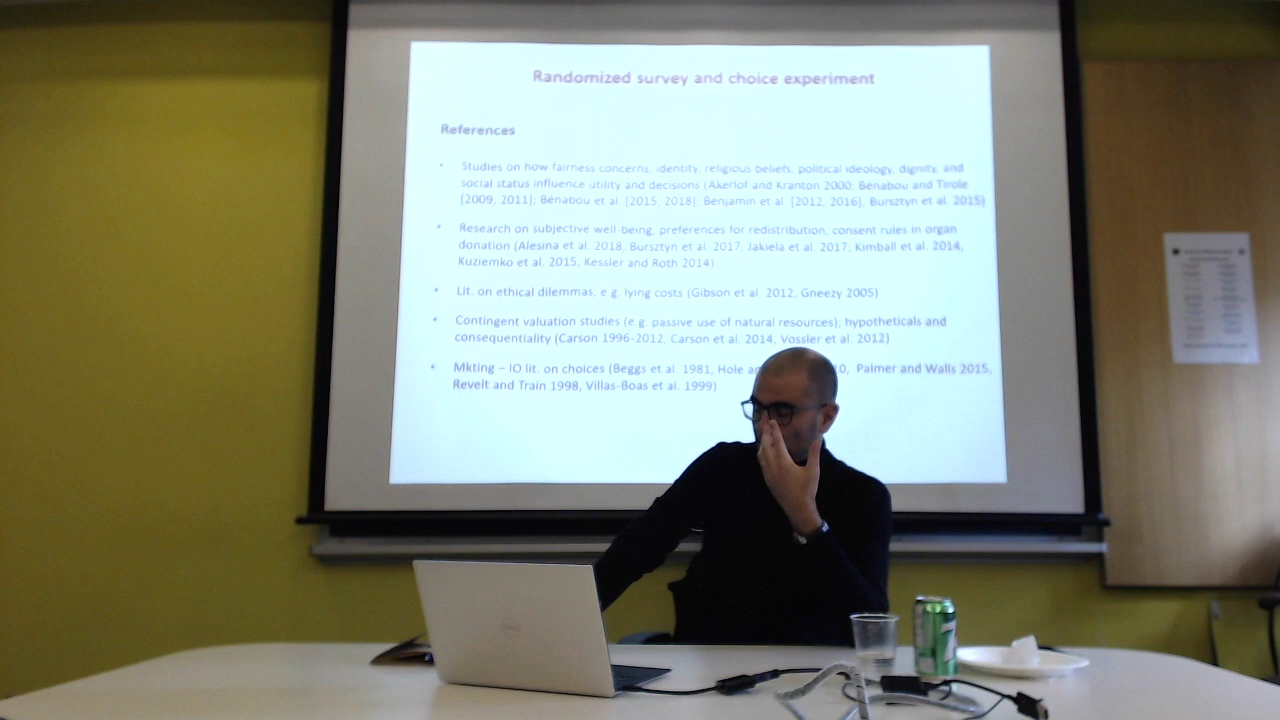 Randomized survey and choice experiment
References
• Studies on how fairness concerns, identity, religious beliefs, political ideology, dignity, and
social status influence utility and decisions (Akerlof and Kranton 2000; Bénabou and Tirole
[2009, 2011]; Bénabou et al. [2015, 2018], Benjamin et al. [2012, 2016], Bursztyn et al. 2015)
• Research on subjective well-being, preferences for redistribution, consent rules in organ
donation (Alesina et al. 2018, Bursztyn et al. 2017, Jakiela et al. 2017; Kimball et al. 2014,
Kuziemko et al. 2015, Kessler and Roth 2014)
• Lit. on ethical dilemmas, e.g. lying costs (Gibson et al. 2012, Gneezy 2005)
• Contingent valuation studies (e.g. passive use of natural resources); hypotheticals and
consequentiality (Carson 1996-2012, Carson et al. 2014, Vossler et al. 2012)
• Mkting – IO lit. on choices (Beggs et al. 1981, Hole 10, Palmer and Walls 2015,
Revelt and Train 1998, Villas-Boas et al. 1999)
DELL
7